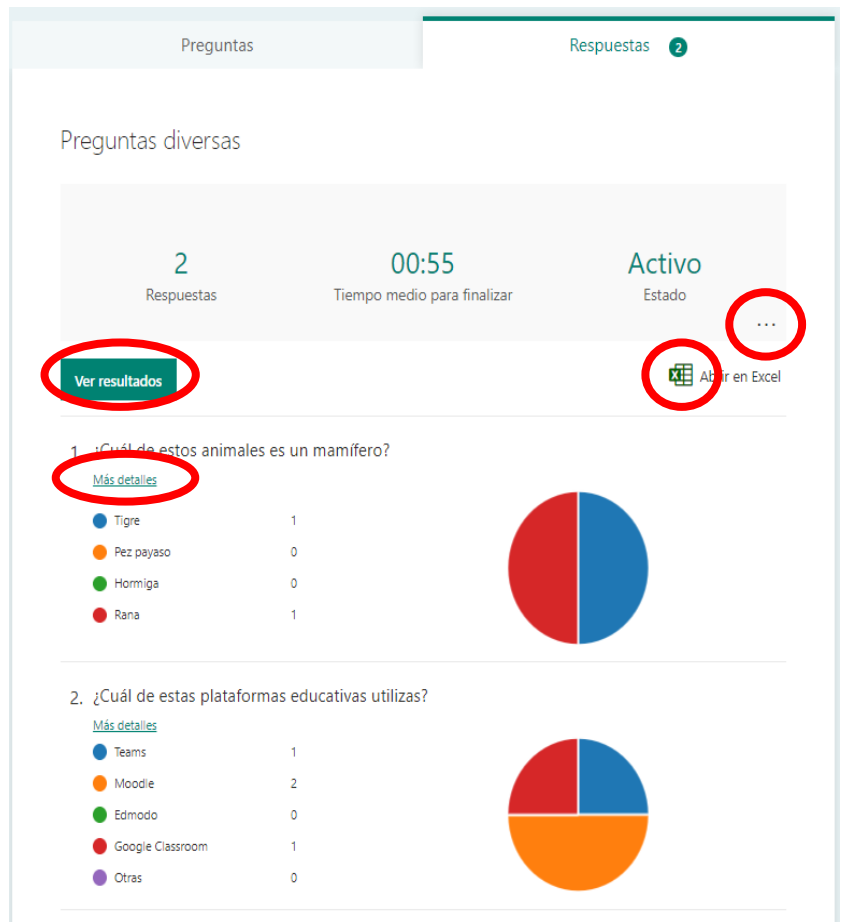 Preguntas Respuestas 2
Preguntas diversas
2 00:55 Activo
Respuestas Tiempo medio para finalizar Estado
...
Ver resultados Abrir en Excel
1. ¿Cuál de estos animales es un mamífero?
Más detalles
Tigre 1
Pez payaso 0
Hormiga 0
Rana 1
2. ¿Cuál de estas plataformas educativas utilizas?
Más detalles
Teams 1
Moodle 2
Edmodo 0
Google Classroom 1
Otras 0